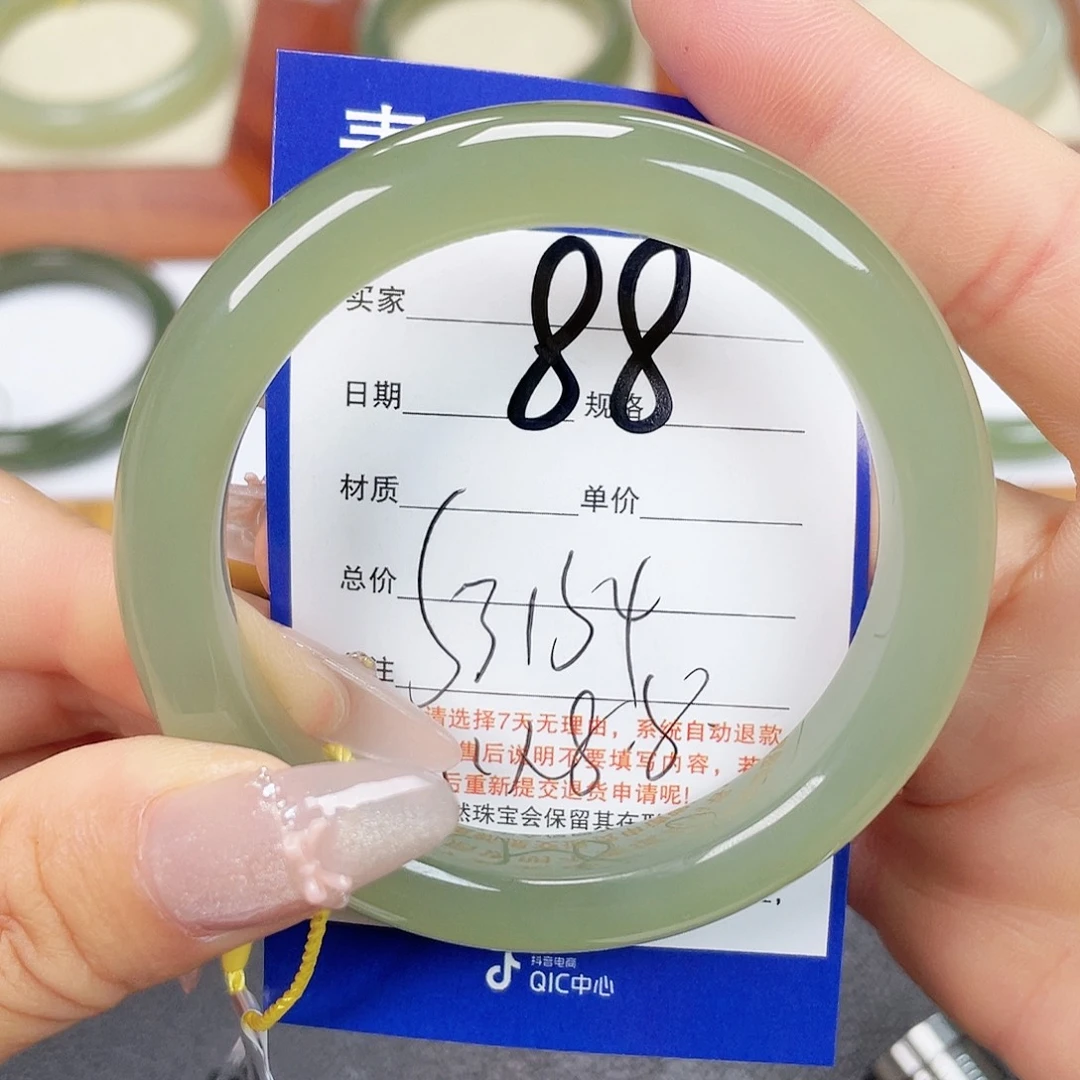 88
买家
日期 规格
材质 单价
总价
53154
注
8.8
请选择7天无理由，系统自动退款
售后说明不要填写内容，若
后重新提交退货申请呢!
然珠宝会保留其在
抖音电商
QIC中心